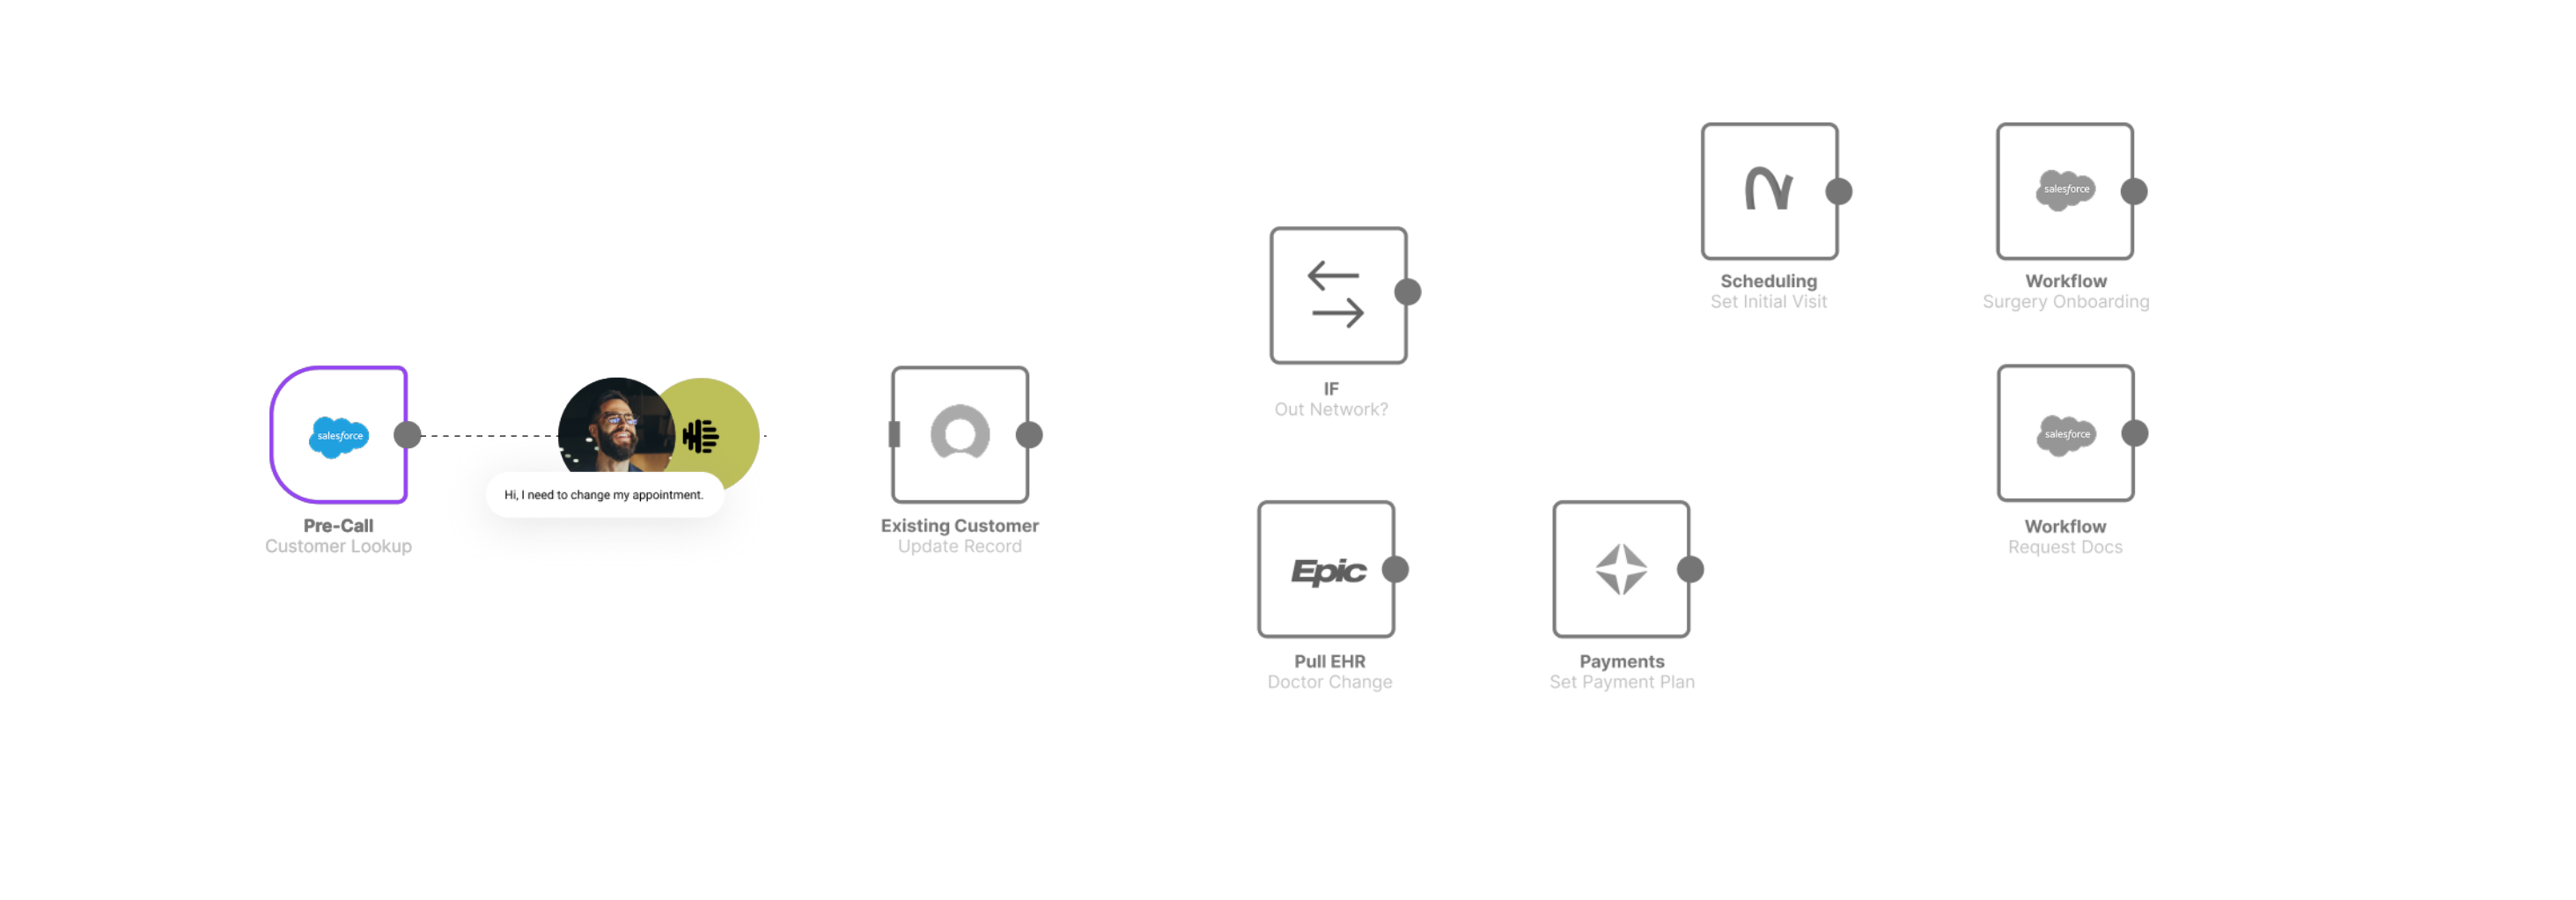 salesforce
Pre-Call
Customer Lookup
Hi, I need to change my appointment.
Existing Customer
Update Record
IF
Out Network?
Epic
Pull EHR
Doctor Change
Payments
Set Payment Plan
Scheduling
Set Initial Visit
salesforce
Workflow
Surgery Onboarding
salesforce
Workflow
Request Docs